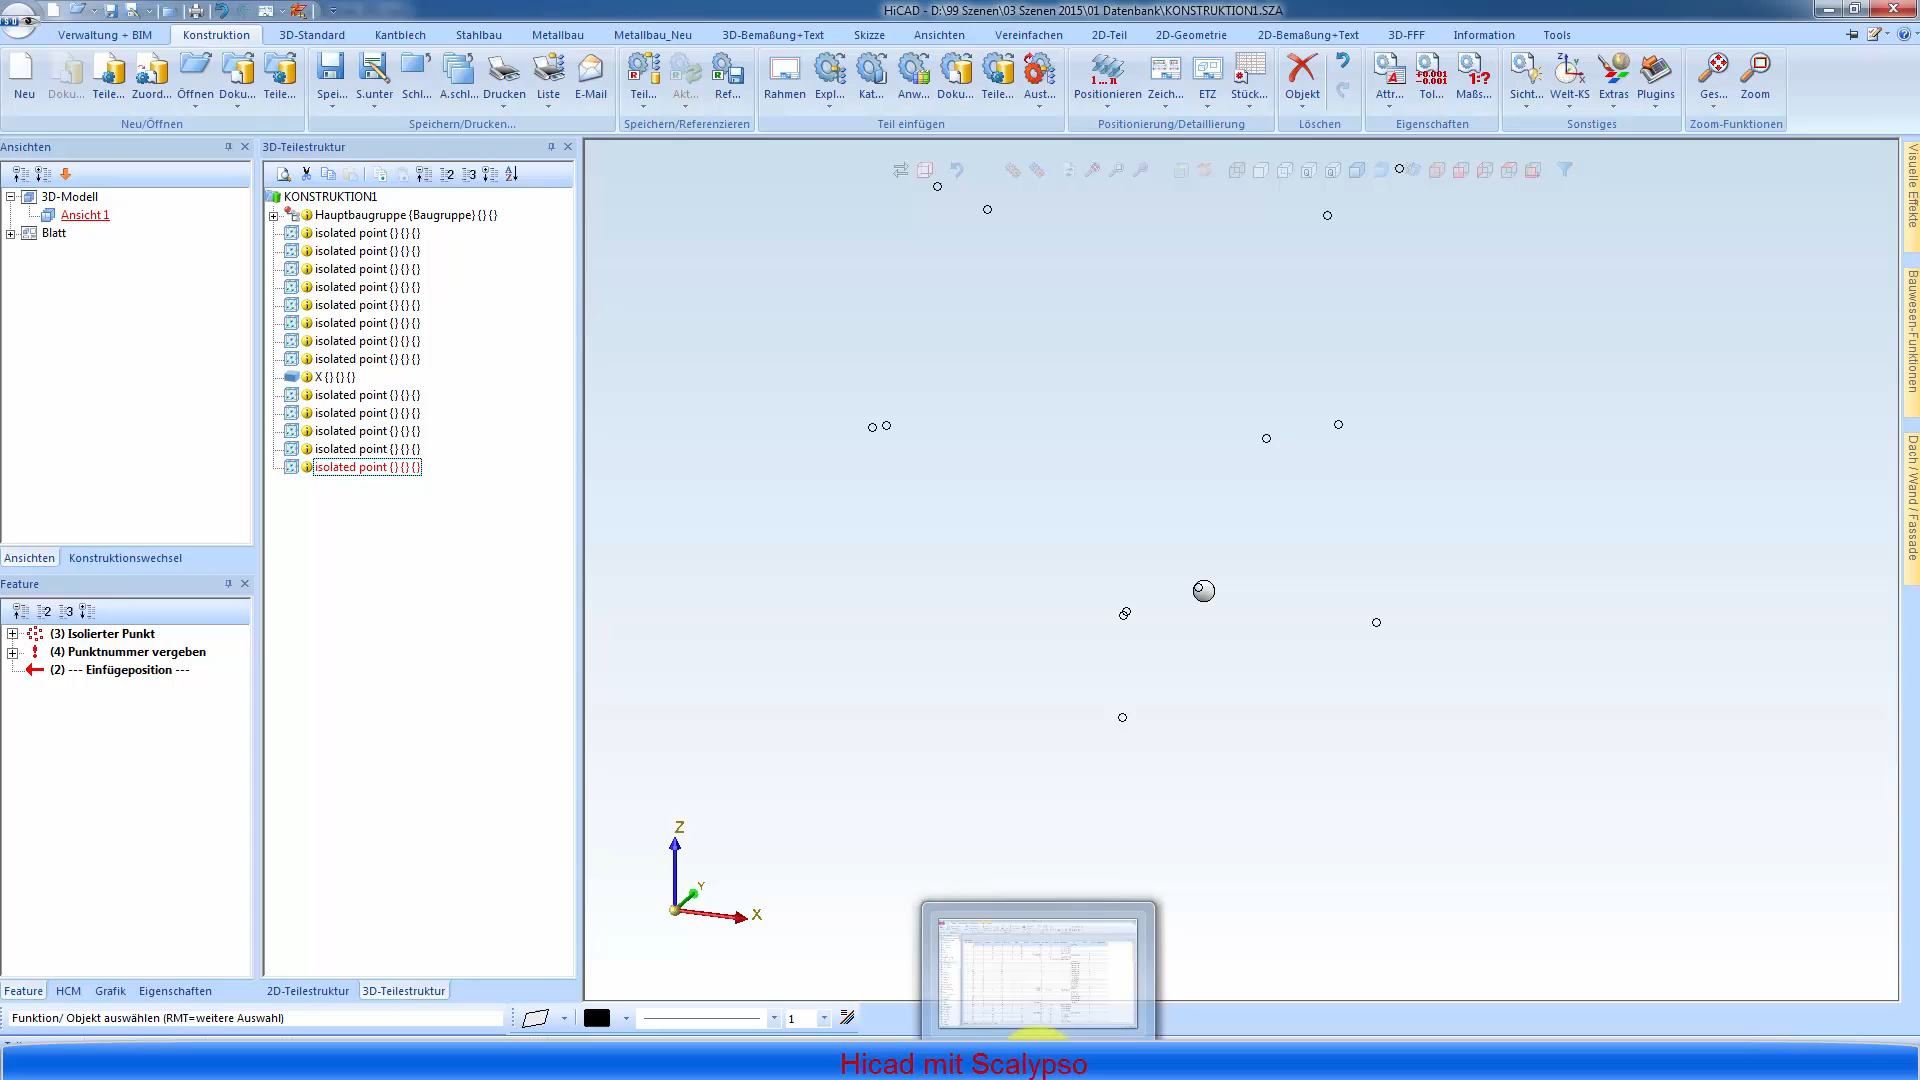 HiCAD - D:\99 Szenen\03 Szenen 2015\01 Datenbank\KONSTRUKTION1.SZA
Verwaltung + BIM Konstruktion 3D-Standard Kantblech Stahlbau Metallbau Metallbau_Neu 3D-Bemaßung+Text Skizze Ansichten Vereinfachen 2D-Teil 2D-Geometrie 2D-Bemaßung+Text 3D-FFF Information Tools
Neu Doku... Teile... Zuord... Öffnen Doku... Teile... Spei... S.unter Schl... A.schl... Drucken Liste E-Mail Teil... Akt... Ref... Rahmen Expl... Kat... Anw... Doku... Teile... Aust... Positionieren Zeich... ETZ Stück... Objekt Attr... Tol... Maßs... Sicht... Welt-KS Extras Plugins Ges... Zoom
Neu/Öffnen Speichern/Drucken... Speichern/Referenzieren Teil einfügen Positionierung/Detaillierung Löschen Eigenschaften Sonstiges Zoom-Funktionen
Ansichten
3D-Modell
Ansicht 1
Blatt
Ansichten Konstruktionswechsel
Feature
2 3
(3) Isolierter Punkt
(4) Punktnummer vergeben
(2) --- Einfügeposition ---
Feature HCM Grafik Eigenschaften
3D-Teilestruktur
2 3
KONSTRUKTION1
Hauptbaugruppe {Baugruppe} {} {}
isolated point {} {} {}
isolated point {} {} {}
isolated point {} {} {}
isolated point {} {} {}
isolated point {} {} {}
isolated point {} {} {}
isolated point {} {} {}
isolated point {} {} {}
X {} {} {}
isolated point {} {} {}
isolated point {} {} {}
isolated point {} {} {}
isolated point {} {} {}
isolated point {} {} {}
2D-Teilestruktur 3D-Teilestruktur
Z
Y
X
Visuelle Effekte
Bauwesen-Funktionen
Dach / Wand / Fassade
Funktion/ Objekt auswählen (RMT=weitere Auswahl)
1
Hicad mit Scalypso